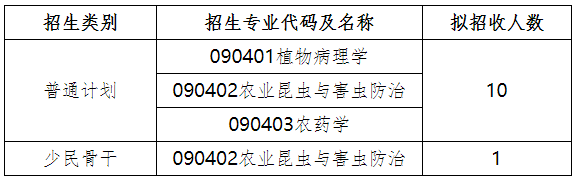 招生类别 招生专业代码及名称 拟招收人数
090401植物病理学
普通计划 090402农业昆虫与害虫防治 10
090403农药学
少民骨干 090402农业昆虫与害虫防治 1